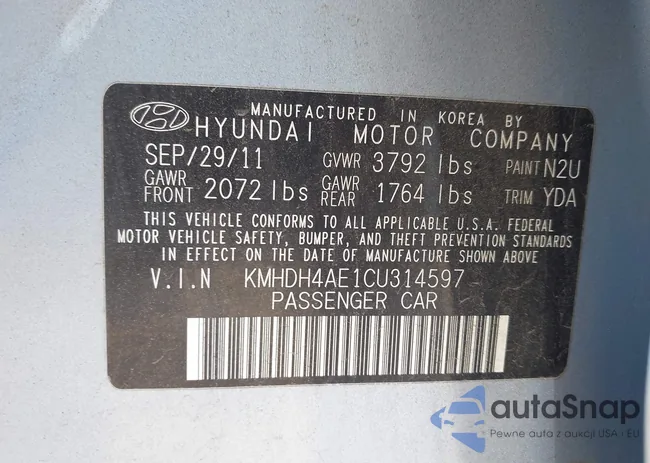 MANUFACTURED IN KOREA BY
HYUNDAI MOTOR COMPANY
SEP/29/11 GVWR 3792 lbs PAINT N2U
GAWR FRONT 2072 lbs GAWR REAR 1764 lbs TRIM YDA
THIS VEHICLE CONFORMS TO ALL APPLICABLE U.S.A. FEDERAL
MOTOR VEHICLE SAFETY, BUMPER, AND THEFT PREVENTION STANDARDS
IN EFFECT ON THE DATE OF MANUFACTURE SHOWN ABOVE
V.I.N KMHDH4AE1CU314597
PASSENGER CAR
autaSnap
Pewne auta z aukcji USA - EU